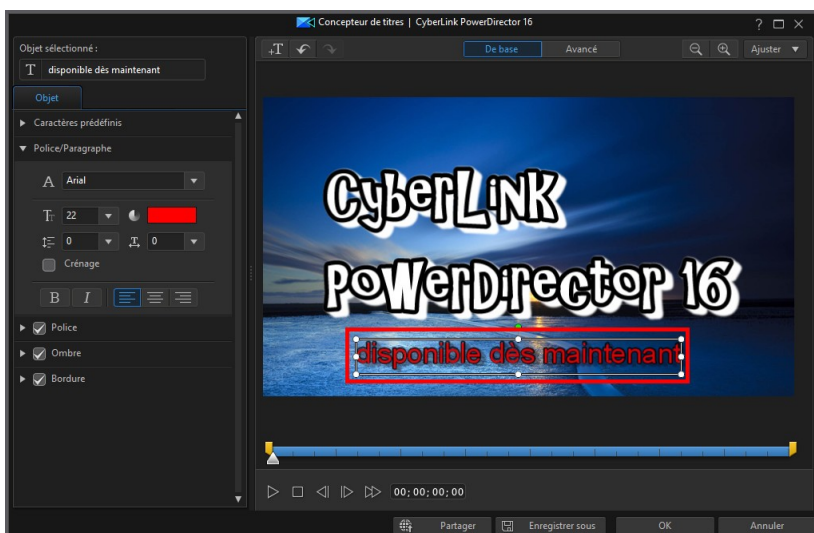 Concepteur de titres | CyberLink PowerDirector 16
Objet sélectionné :
T disponible dès maintenant
Objet
Caractères prédéfinis
Police/Paragraphe
A Arial
22
0
T 0
Crénage
B I
Police
Ombre
Bordure
+T
De base
Avancé
Ajuster
CyberLink
PowerDirector 16
disponible dès maintenant
00; 00; 00; 00
Partager
Enregistrer sous
OK
Annuler